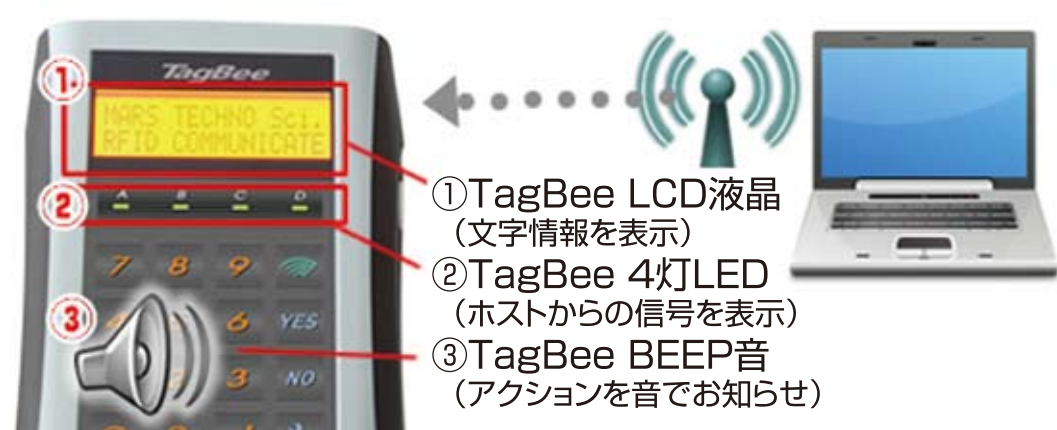 ①
TagBee
MARS TECHNO Sci.
RFID COMMUNICATE
②
A B C D
7 8 9
③
6 YES
3 NO
①TagBee LCD液晶
（文字情報を表示）
②TagBee 4灯LED
（ホストからの信号を表示）
③TagBee BEEP音
（アクションを音でお知らせ）